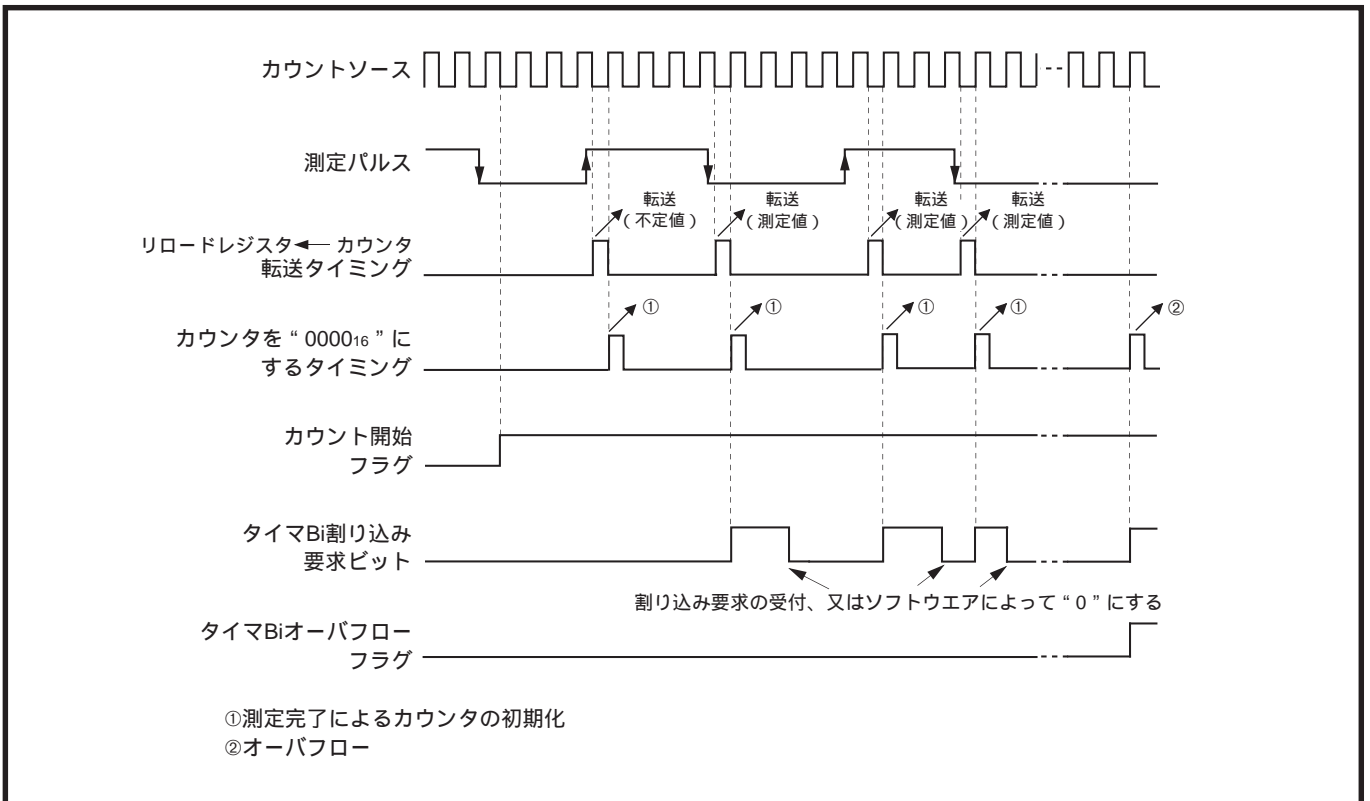 カウントソース
測定パルス
転送
(不定値)
転送
(測定値)
転送
(測定値)
転送
(測定値)
リロードレジスタ← カウンタ
転送タイミング
①
①
①
①
②
カウンタを “ 0000₁₆ ” に
するタイミング
カウント開始
フラグ
タイマBi割り込み
要求ビット
割り込み要求の受付、又はソフトウエアによって “ 0 ” にする
タイマBiオーバフロー
フラグ
①測定完了によるカウンタの初期化
②オーバフロー